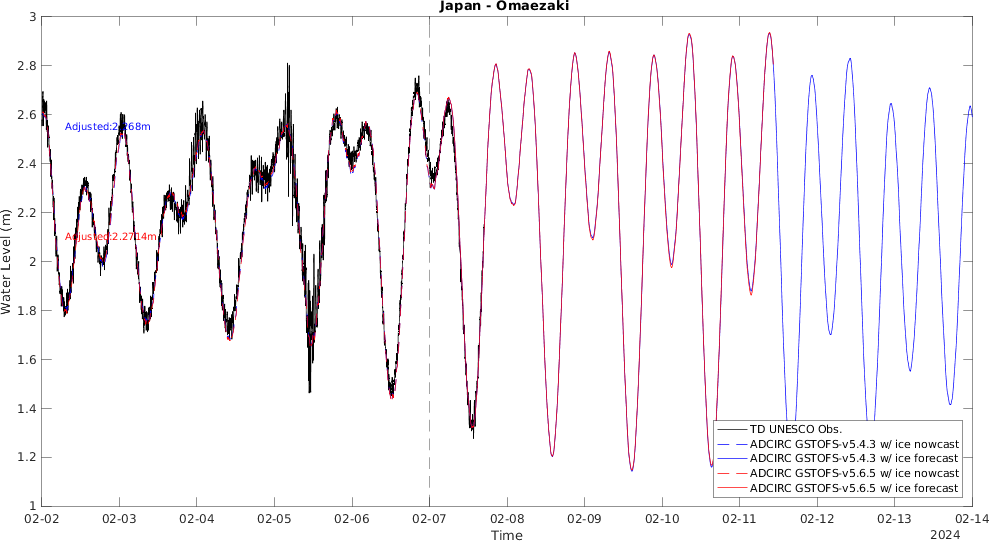 Japan - Omaezaki
Water Level (m)
3
2.8
2.6
2.4
2.2
2
1.8
1.6
1.4
1.2
1
Adjusted:2.268m
Adjusted:2.2714m
TD UNESCO Obs.
ADCIRC GSTOFS-v5.4.3 w/ ice nowcast
ADCIRC GSTOFS-v5.4.3 w/ ice forecast
ADCIRC GSTOFS-v5.6.5 w/ ice nowcast
ADCIRC GSTOFS-v5.6.5 w/ ice forecast
02-02 02-03 02-04 02-05 02-06 02-07 02-08 02-09 02-10 02-11 02-12 02-13 02-14
Time
2024